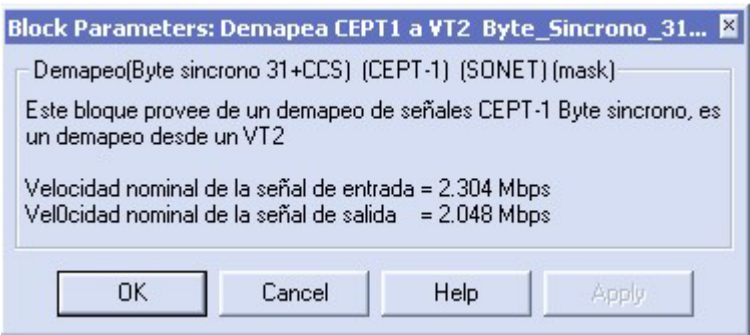 Block Parameters: Demapea CEPT1 a VT2 Byte_Sincrono_31...
Demapeo(Byte sincrono 31+CCS) (CEPT-1) (SONET) (mask)
Este bloque provee de un demapeo de señales CEPT-1 Byte sincrono, es
un demapeo desde un VT2
Velocidad nominal de la señal de entrada = 2.304 Mbps
Vel0cidad nominal de la señal de salida = 2.048 Mbps
OK Cancel Help Apply